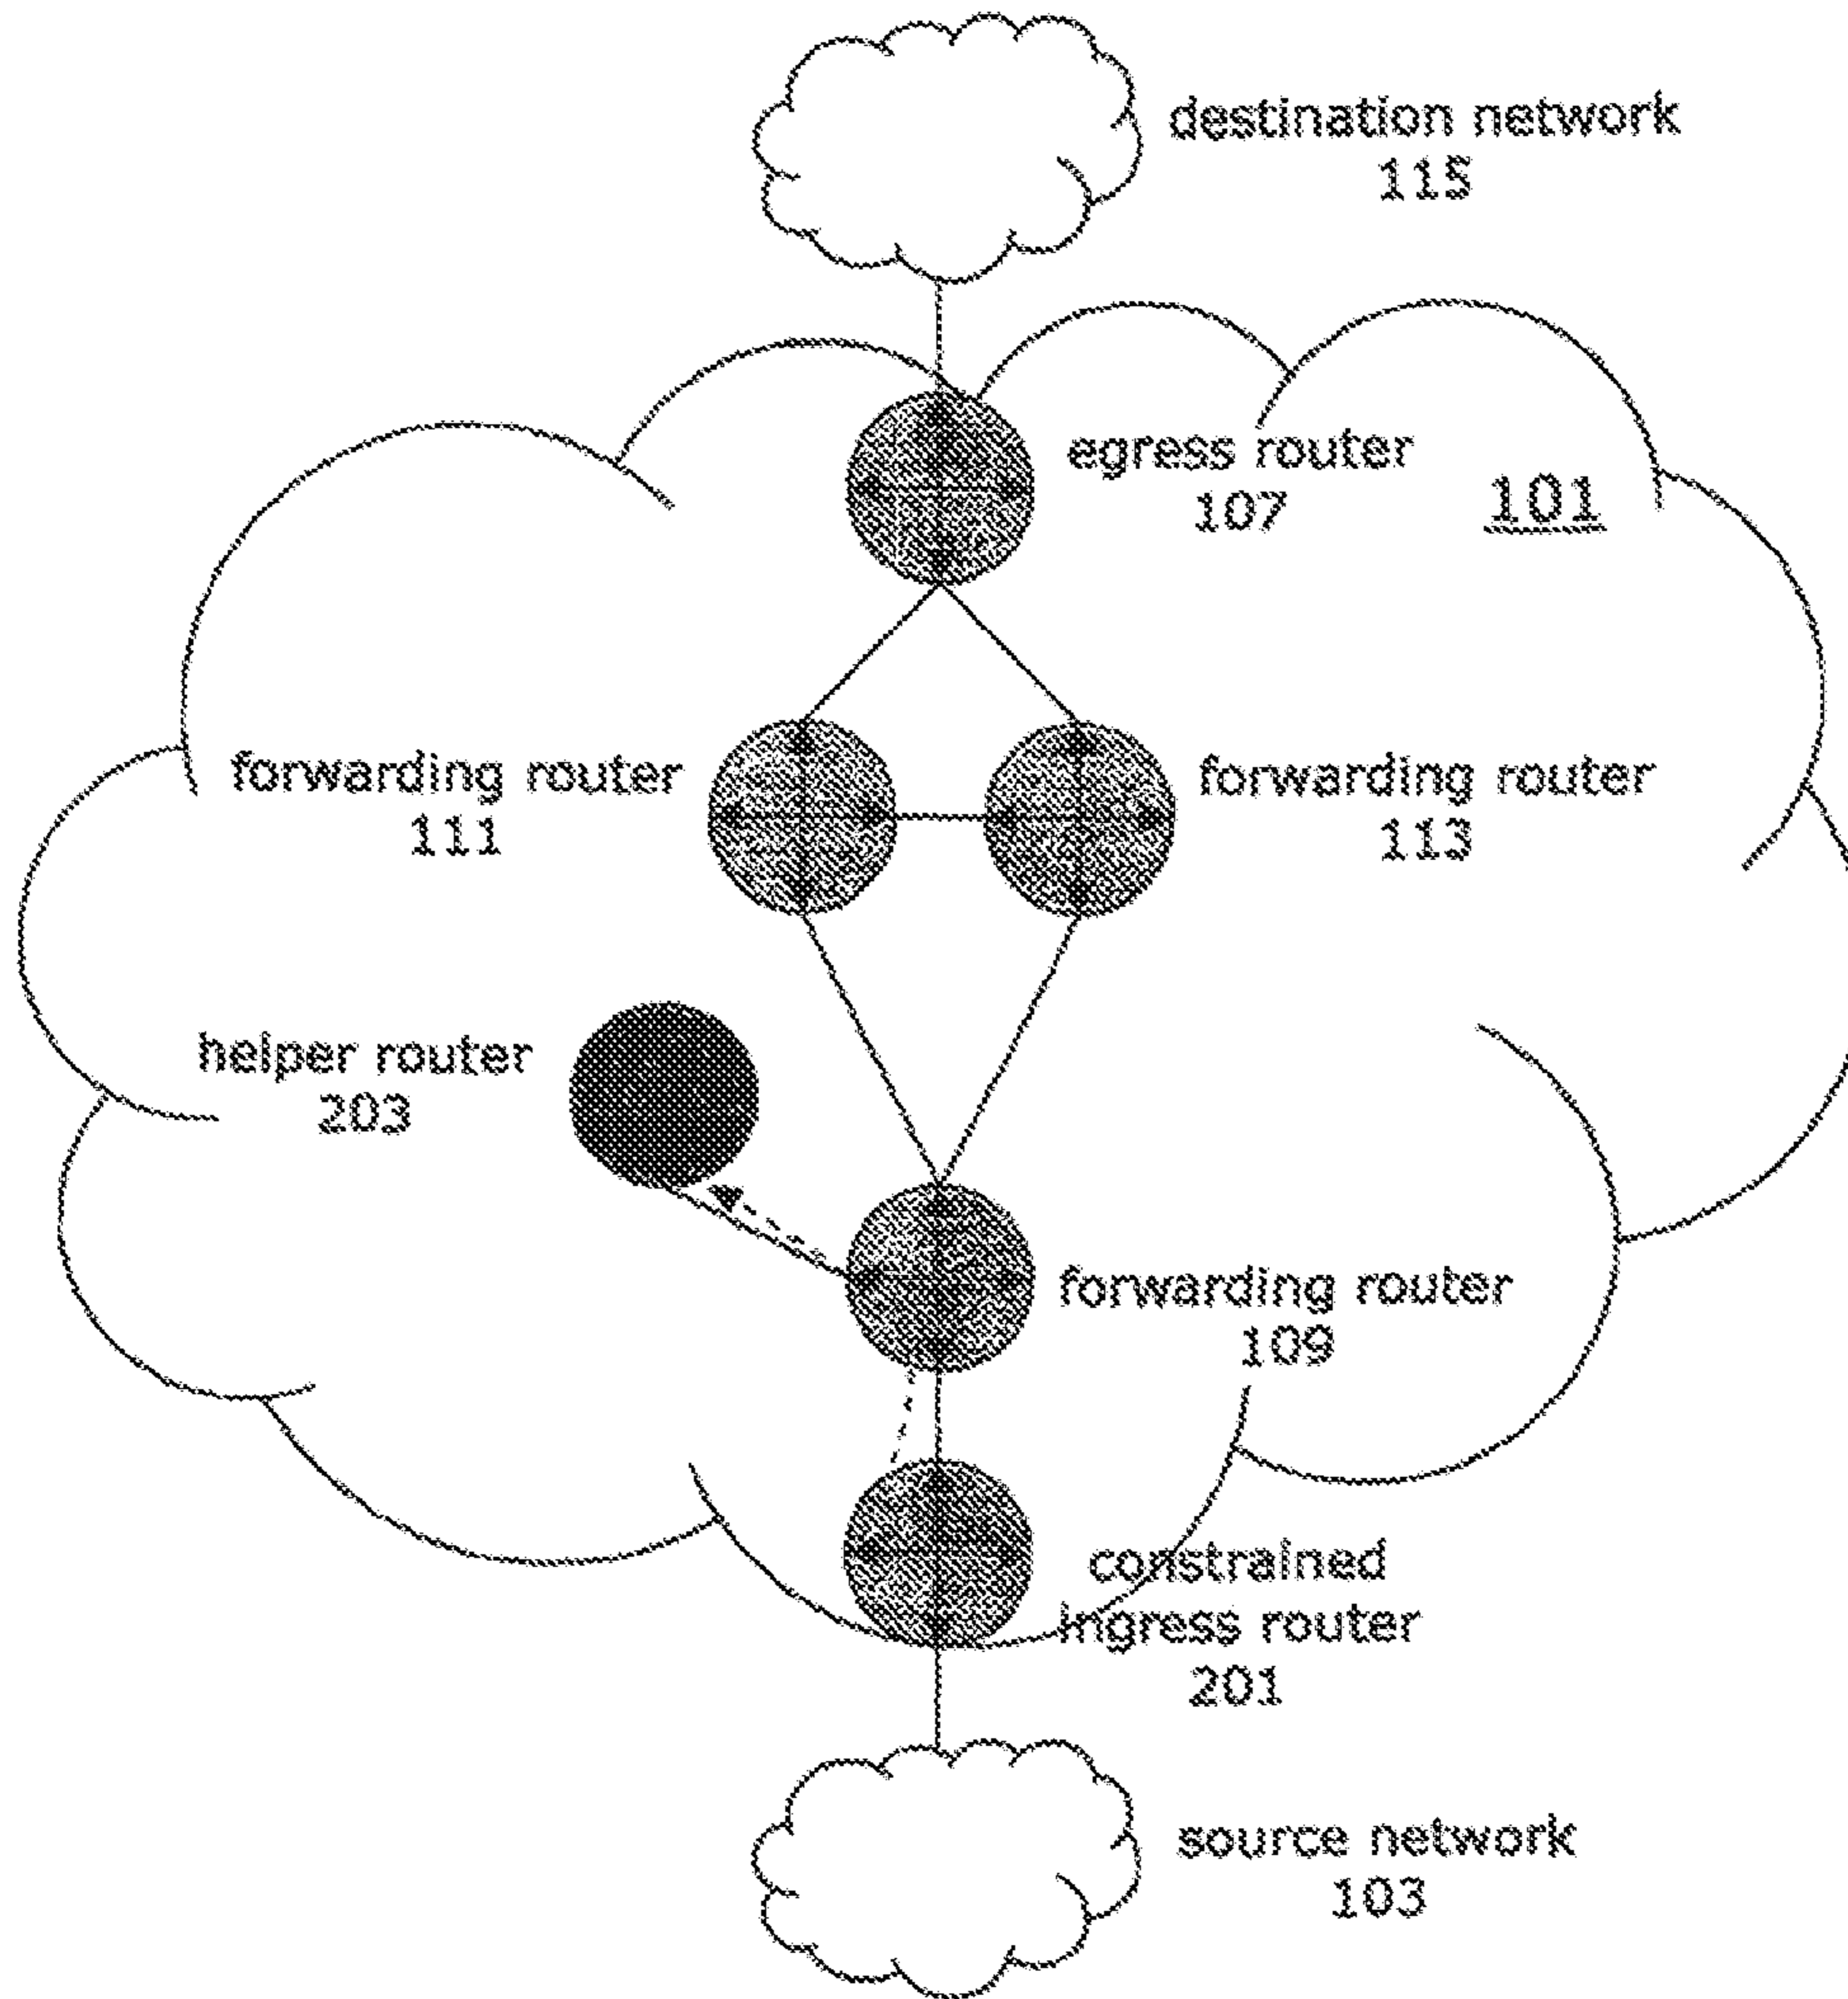 destination network
115
egress router
107
101
forwarding router
111
forwarding router
113
helper router
203
forwarding router
109
constrained
ingress router
201
source network
103